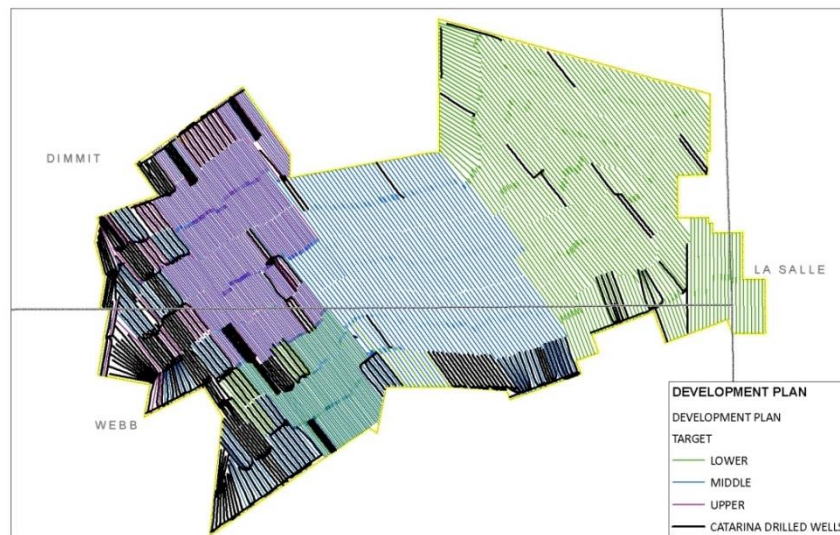 DIMMIT
LA SALLE
WEBB
DEVELOPMENT PLAN
DEVELOPMENT PLAN
TARGET
LOWER
MIDDLE
UPPER
CATARINA DRILLED WELLS